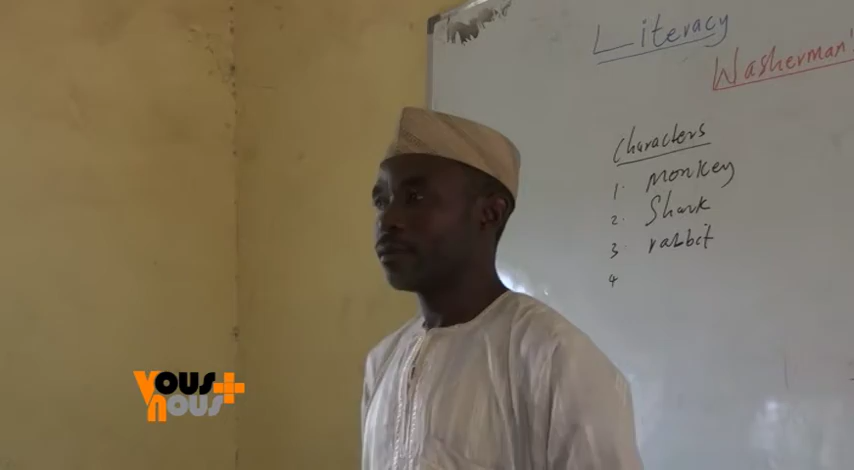 Literacy
Washerman's
Characters
1. Monkey
2. Shark
3. rabbit
4
VOUS+
nous